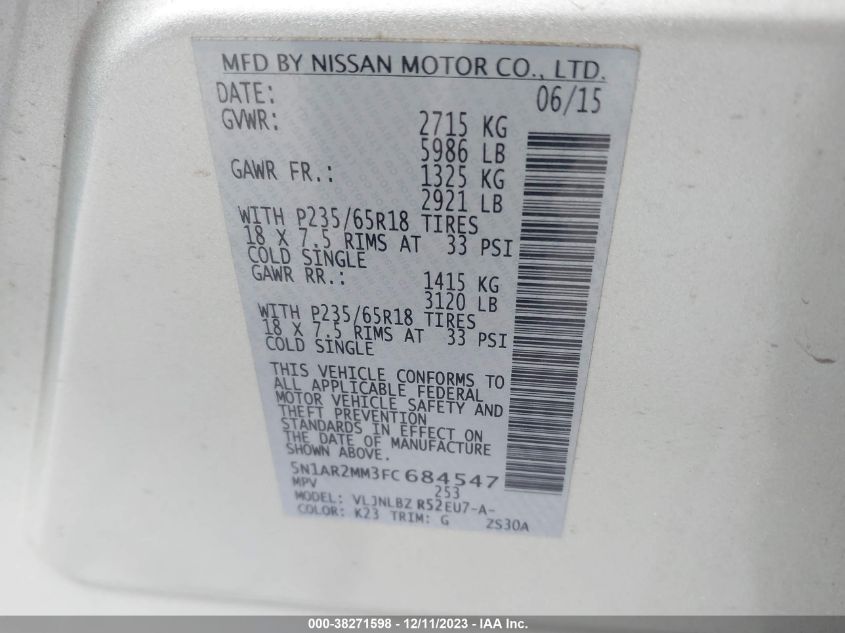 MFD BY NISSAN MOTOR CO., LTD.
DATE: 06/15
GVWR: 2715 KG
5986 LB
GAWR FR.: 1325 KG
2921 LB
WITH P235/65R18 TIRES
18 X 7.5 RIMS AT 33 PSI
COLD SINGLE
GAWR RR.: 1415 KG
3120 LB
WITH P235/65R18 TIRES
18 X 7.5 RIMS AT 33 PSI
COLD SINGLE
THIS VEHICLE CONFORMS TO
ALL APPLICABLE FEDERAL
MOTOR VEHICLE SAFETY AND
THEFT PREVENTION
STANDARDS IN EFFECT ON
THE DATE OF MANUFACTURE
SHOWN ABOVE.
5N1AR2MM3FC684547
MPV 253
MODEL: VLJNLBZ R52EU7-A-
COLOR: K23 TRIM: G ZS30A
000-38271598 - 12/11/2023 - IAA Inc.